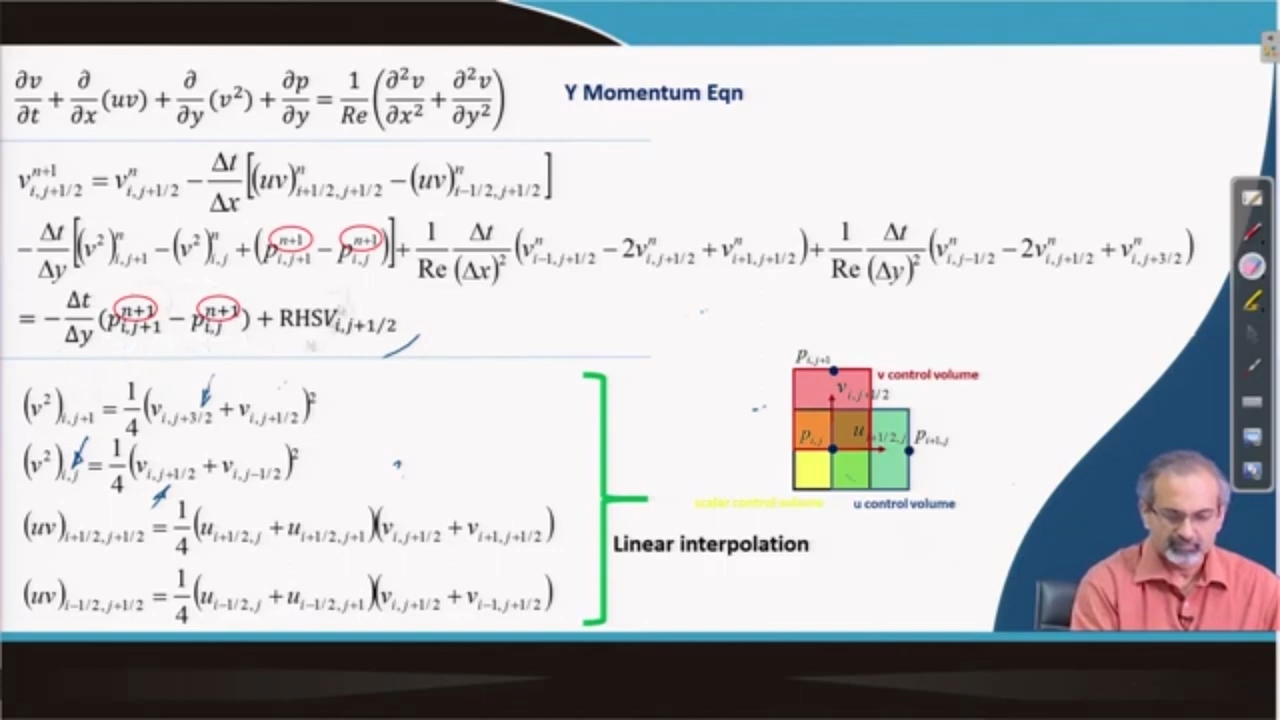 ∂v/∂t + ∂/∂x (uv) + ∂/∂y (v²) + ∂p/∂y = 1/Re (∂²v/∂x² + ∂²v/∂y²)
Y Momentum Eqn
v^{n+1}_{i,j+1/2} = v^n_{i,j+1/2} − Δt/Δx [(uv)^n_{i+1/2,j+1/2} − (uv)^n_{i−1/2,j+1/2}]
− Δt/Δy [(v²)^n_{i,j+1} − (v²)^n_{i,j} + (p^{n+1}_{i,j+1} − p^{n+1}_{i,j})] + 1/Re Δt/(Δx)² (v^n_{i−1,j+1/2} − 2v^n_{i,j+1/2} + v^n_{i+1,j+1/2}) + 1/Re Δt/(Δy)² (v^n_{i,j−1/2} − 2v^n_{i,j+1/2} + v^n_{i,j+3/2})
= − Δt/Δy (p^{n+1}_{i,j+1} − p^{n+1}_{i,j}) + RHSV_{i,j+1/2}
(v²)_{i,j+1} = 1/4 (v_{i,j+3/2} + v_{i,j+1/2})²
(v²)_{i,j} = 1/4 (v_{i,j+1/2} + v_{i,j−1/2})²
(uv)_{i+1/2,j+1/2} = 1/4 (u_{i+1/2,j} + u_{i+1/2,j+1})(v_{i,j+1/2} + v_{i+1,j+1/2})
(uv)_{i−1/2,j+1/2} = 1/4 (u_{i−1/2,j} + u_{i−1/2,j+1})(v_{i,j+1/2} + v_{i−1,j+1/2})
Linear interpolation
p_{i,j+1}
v control volume
v_{i,j+1/2}
p_{i,j}
u_{i+1/2,j}
p_{i+1,j}
scalar control volume
u control volume